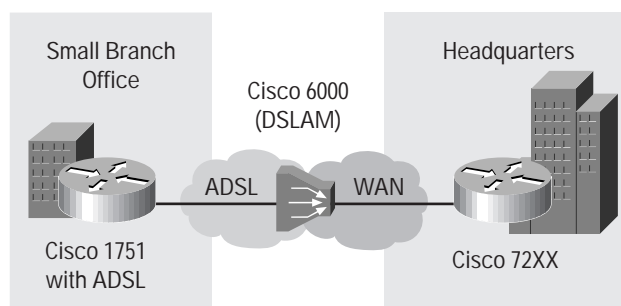 Small Branch
Office
Headquarters
Cisco 6000
(DSLAM)
ADSL
WAN
Cisco 1751
with ADSL
Cisco 72XX